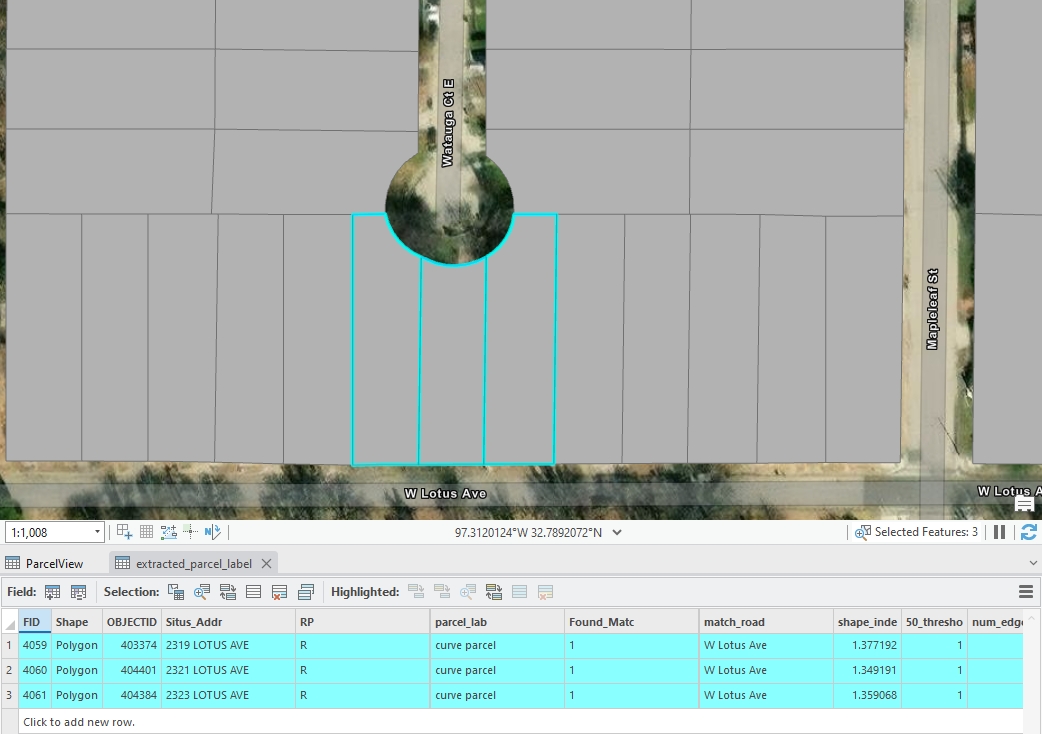 Watauga Ct E
Mapleleaf St
W Lotus Ave
W Lotus A
1:1,008
97.3120124°W 32.7892072°N
Selected Features: 3
ParcelView
extracted_parcel_label
Field:
Selection:
Highlighted:
FID Shape OBJECTID Situs_Addr RP parcel_lab Found_Matc match_road shape_inde 50_thresho num_edge
1 4059 Polygon 403374 2319 LOTUS AVE R curve parcel 1 W Lotus Ave 1.377192 1
2 4060 Polygon 404401 2321 LOTUS AVE R curve parcel 1 W Lotus Ave 1.349191 1
3 4061 Polygon 404384 2323 LOTUS AVE R curve parcel 1 W Lotus Ave 1.359068 1
Click to add new row.